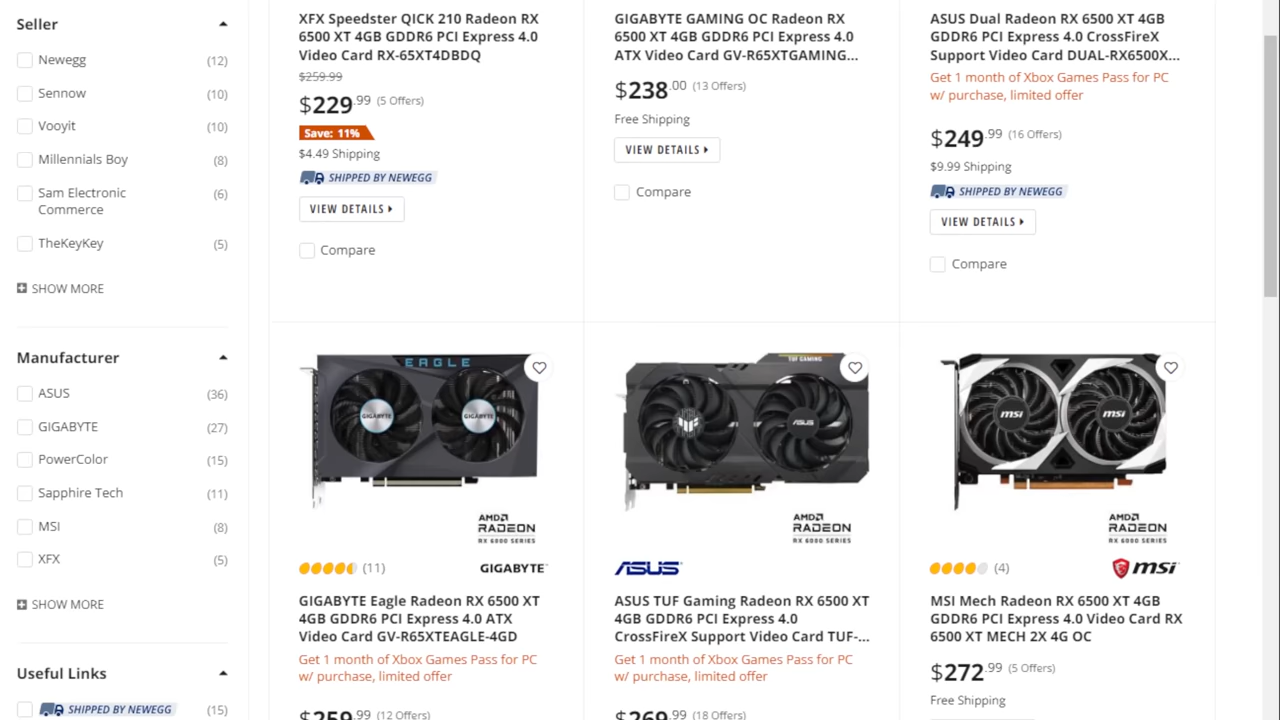 Seller
Newegg (12)
Sennow (10)
Vooyit (10)
Millennials Boy (8)
Sam Electronic (6)
Commerce
TheKeyKey (5)
SHOW MORE
Manufacturer
ASUS (36)
GIGABYTE (27)
PowerColor (15)
Sapphire Tech (11)
MSI (8)
XFX (5)
SHOW MORE
Useful Links
SHIPPED BY NEWEGG (15)
XFX Speedster QICK 210 Radeon RX
6500 XT 4GB GDDR6 PCI Express 4.0
Video Card RX-65XT4DBDQ
$259.99
$229.99 (5 Offers)
Save: 11%
$4.49 Shipping
SHIPPED BY NEWEGG
VIEW DETAILS
Compare
GIGABYTE GAMING OC Radeon RX
6500 XT 4GB GDDR6 PCI Express 4.0
ATX Video Card GV-R65XTGAMING...
$238.00 (13 Offers)
Free Shipping
VIEW DETAILS
Compare
ASUS Dual Radeon RX 6500 XT 4GB
GDDR6 PCI Express 4.0 CrossFireX
Support Video Card DUAL-RX6500X...
Get 1 month of Xbox Games Pass for PC
w/ purchase, limited offer
$249.99 (16 Offers)
$9.99 Shipping
SHIPPED BY NEWEGG
VIEW DETAILS
Compare
EAGLE
GIGABYTE GIGABYTE
AMD
RADEON
RX 6000 SERIES
(11) GIGABYTE™
GIGABYTE Eagle Radeon RX 6500 XT
4GB GDDR6 PCI Express 4.0 ATX
Video Card GV-R65XTEAGLE-4GD
Get 1 month of Xbox Games Pass for PC
w/ purchase, limited offer
$259.99 (12 Offers)
TUF GAMING
ASUS
AMD
RADEON
RX 6000 SERIES
ASUS
ASUS TUF Gaming Radeon RX 6500 XT
4GB GDDR6 PCI Express 4.0
CrossFireX Support Video Card TUF-...
Get 1 month of Xbox Games Pass for PC
w/ purchase, limited offer
$269.99 (18 Offers)
msi msi
AMD
RADEON
RX 6000 SERIES
(4) msi
MSI Mech Radeon RX 6500 XT 4GB
GDDR6 PCI Express 4.0 Video Card RX
6500 XT MECH 2X 4G OC
$272.99 (5 Offers)
Free Shipping